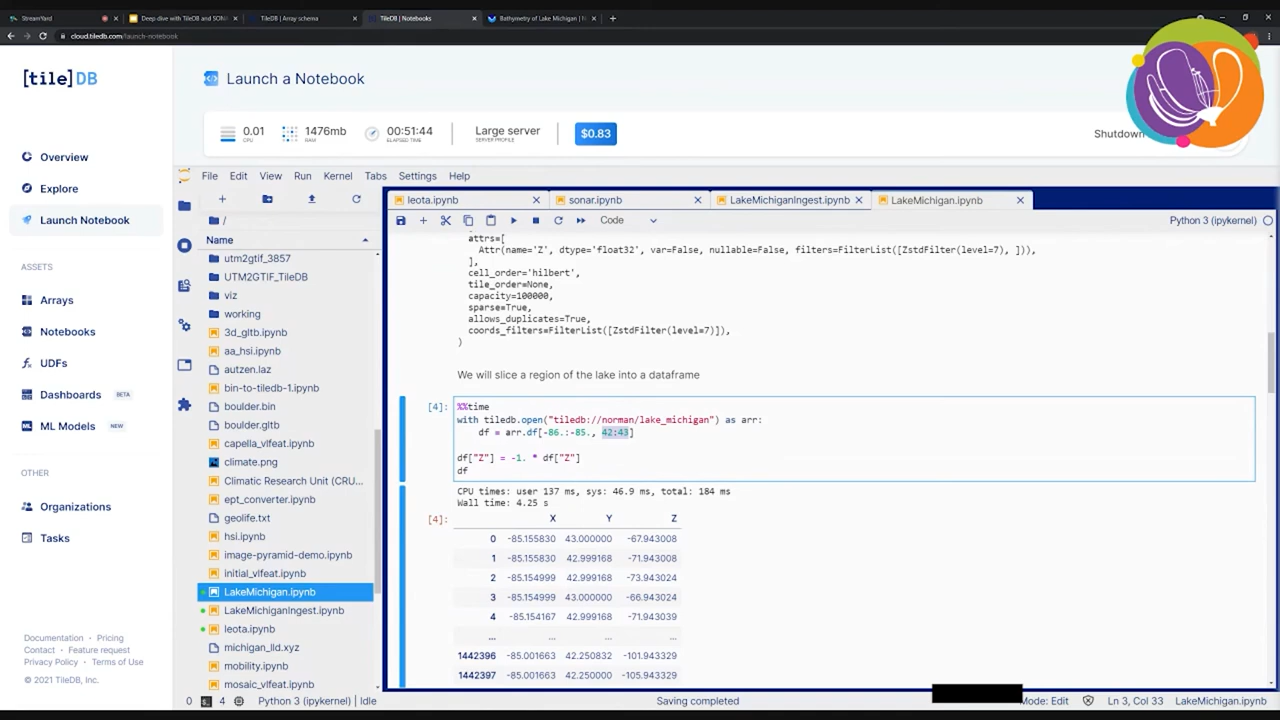 StreamYard
Deep dive with TileDB and SONA
TileDB | Array schema
TileDB | Notebooks
Bathymetry of Lake Michigan | N
cloud.tiledb.com/launch-notebook
[tile]DB
Overview
Explore
Launch Notebook
ASSETS
Arrays
Notebooks
UDFs
Dashboards BETA
ML Models NEW
OTHER
Organizations
Tasks
Documentation · Pricing
Contact · Feature request
Privacy Policy · Terms of Use
© 2021 TileDB, Inc.
Launch a Notebook
0.01 CPU
1476mb RAM
00:51:44 ELAPSED TIME
Large server SERVER PROFILE
$0.83
Shutdown
File Edit View Run Kernel Tabs Settings Help
/
Name
utm2gtif_3857
UTM2GTIF_TileDB
viz
working
3d_gltb.ipynb
aa_hsi.ipynb
autzen.laz
bin-to-tiledb-1.ipynb
boulder.bin
boulder.gltb
capella_vlfeat.ipynb
climate.png
Climatic Research Unit (CRU...
ept_converter.ipynb
geolife.txt
hsi.ipynb
image-pyramid-demo.ipynb
initial_vlfeat.ipynb
LakeMichigan.ipynb
LakeMichiganIngest.ipynb
leota.ipynb
michigan_lld.xyz
mobility.ipynb
mosaic_vlfeat.ipynb
leota.ipynb
sonar.ipynb
LakeMichiganIngest.ipynb
LakeMichigan.ipynb
Code
Python 3 (ipykernel)
attrs=[
Attr(name='Z', dtype='float32', var=False, nullable=False, filters=FilterList([ZstdFilter(level=7), ])),
],
cell_order='hilbert',
tile_order=None,
capacity=100000,
sparse=True,
allows_duplicates=True,
coords_filters=FilterList([ZstdFilter(level=7)]),
)
We will slice a region of the lake into a dataframe
[4]: %%time
with tiledb.open("tiledb://norman/lake_michigan") as arr:
df = arr.df[-86.:-85., 42:43]
df["Z"] = -1. * df["Z"]
df
CPU times: user 137 ms, sys: 46.9 ms, total: 184 ms
Wall time: 4.25 s
[4]: X Y Z
0 -85.155830 43.000000 -67.943008
1 -85.155830 42.999168 -71.943008
2 -85.154999 42.999168 -73.943024
3 -85.154999 43.000000 -66.943024
4 -85.154167 42.999168 -71.943039
... ... ... ...
1442396 -85.001663 42.250832 -101.943329
1442397 -85.001663 42.250000 -105.943329
0 4 Python 3 (ipykernel) | Idle
Saving completed
Mode: Edit
Ln 3, Col 33
LakeMichigan.ipynb